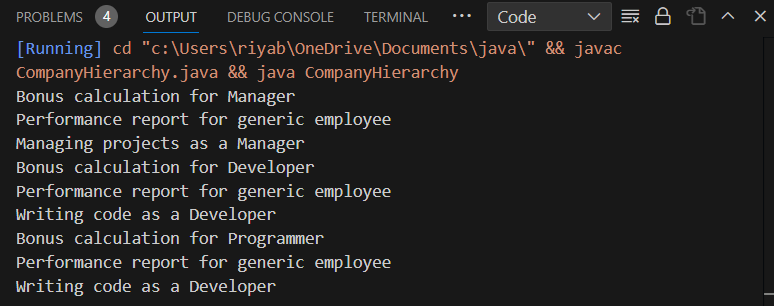 PROBLEMS 4 OUTPUT DEBUG CONSOLE TERMINAL ··· Code
[Running] cd "c:\Users\riyab\OneDrive\Documents\java\" && javac
CompanyHierarchy.java && java CompanyHierarchy
Bonus calculation for Manager
Performance report for generic employee
Managing projects as a Manager
Bonus calculation for Developer
Performance report for generic employee
Writing code as a Developer
Bonus calculation for Programmer
Performance report for generic employee
Writing code as a Developer